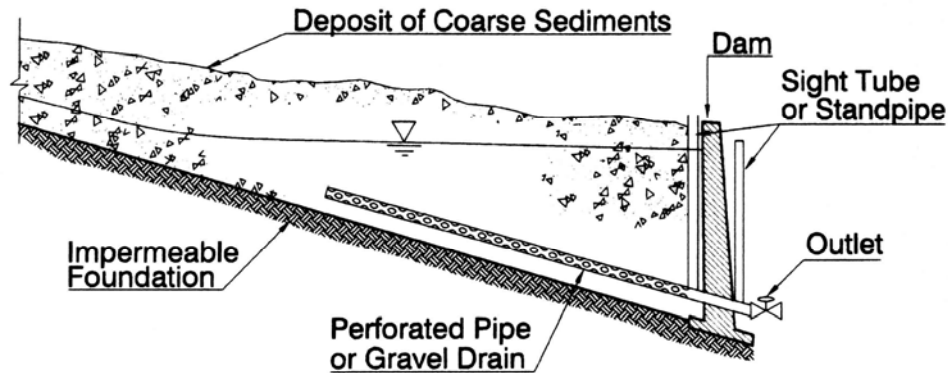 Deposit of Coarse Sediments
Dam
Sight Tube
or Standpipe
Impermeable
Foundation
Outlet
Perforated Pipe
or Gravel Drain